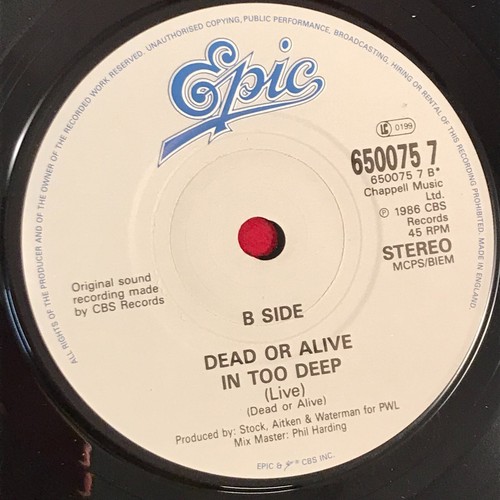 ALL RIGHTS OF THE PRODUCER AND OF THE OWNER OF THE RECORDED WORK RESERVED. UNAUTHORISED COPYING, PUBLIC PERFORMANCE, BROADCASTING, HIRING OR RENTAL OF THIS RECORDING PROHIBITED. MADE IN ENGLAND.
Epic
LC 0199
650075 7
650075 7 B*
Chappell Music
Ltd.
℗ 1986 CBS
Records
45 RPM
STEREO
MCPS/BIEM
Original sound
recording made
by CBS Records
B SIDE
DEAD OR ALIVE
IN TOO DEEP
(Live)
(Dead or Alive)
Produced by: Stock, Aitken & Waterman for PWL
Mix Master: Phil Harding
EPIC & CBS INC.